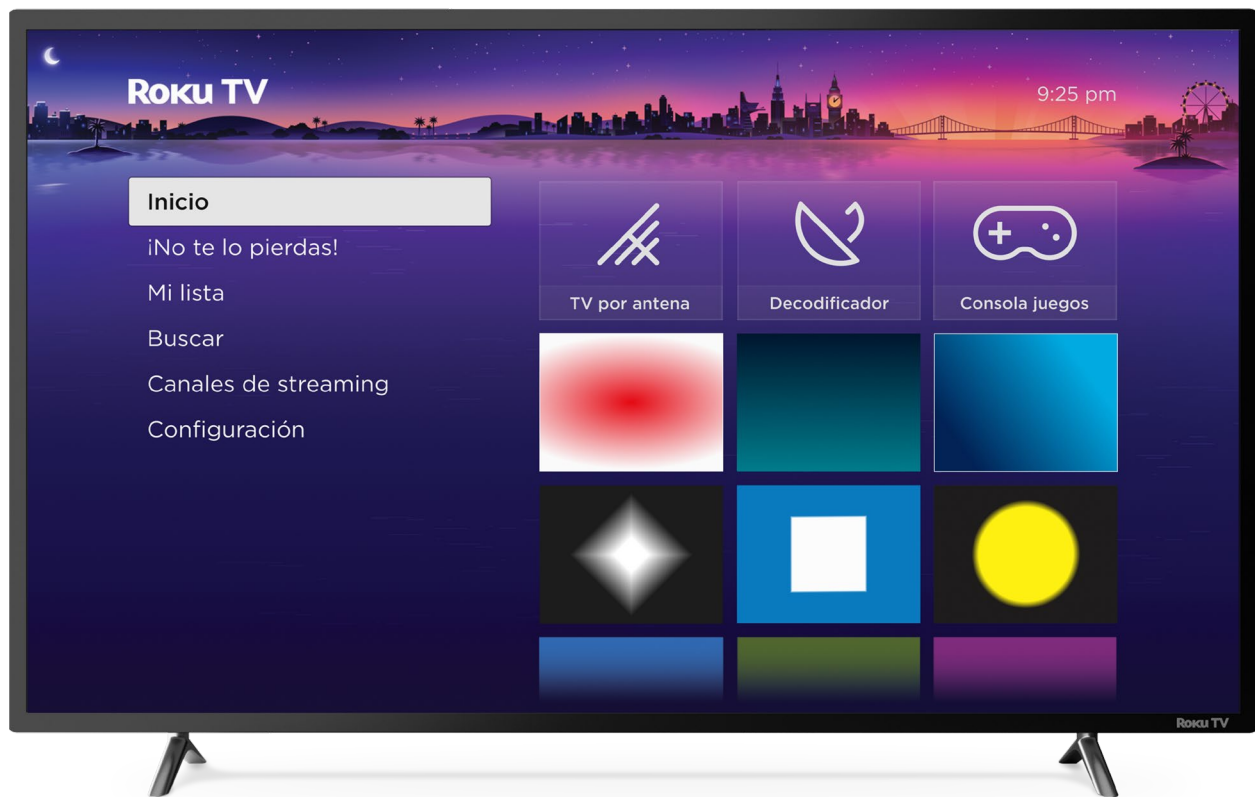 Roku TV
9:25 pm
Inicio
¡No te lo pierdas!
Mi lista
Buscar
Canales de streaming
Configuración
TV por antena
Decodificador
Consola juegos
Roku TV